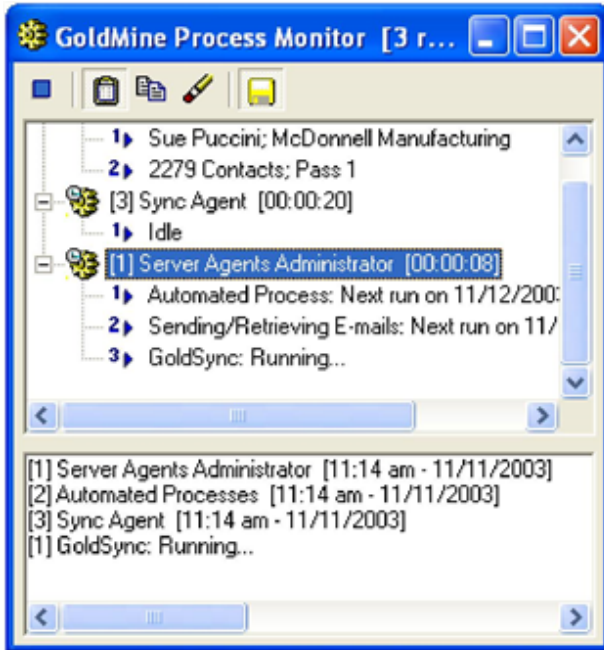 GoldMine Process Monitor [3 r...
1 Sue Puccini; McDonnell Manufacturing
2 2279 Contacts; Pass 1
[3] Sync Agent [00:00:20]
1 Idle
[1] Server Agents Administrator [00:00:08]
1 Automated Process: Next run on 11/12/200
2 Sending/Retrieving E-mails: Next run on 11/
3 GoldSync: Running...
[1] Server Agents Administrator [11:14 am - 11/11/2003]
[2] Automated Processes [11:14 am - 11/11/2003]
[3] Sync Agent [11:14 am - 11/11/2003]
[1] GoldSync: Running...